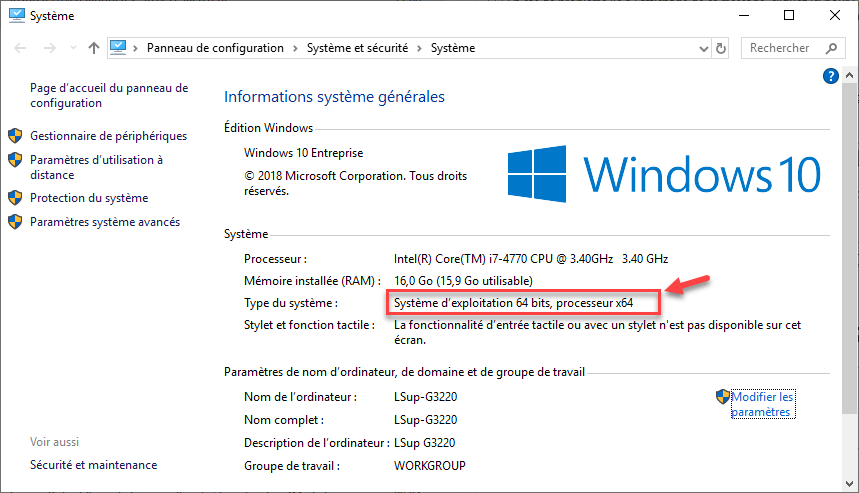 Système
Panneau de configuration > Système et sécurité > Système
Rechercher
Page d'accueil du panneau de
configuration
Gestionnaire de périphériques
Paramètres d'utilisation à
distance
Protection du système
Paramètres système avancés
Voir aussi
Sécurité et maintenance
?
Informations système générales
Édition Windows
Windows 10 Entreprise
© 2018 Microsoft Corporation. Tous droits
réservés.
Windows 10
Système
Processeur : Intel(R) Core(TM) i7-4770 CPU @ 3.40GHz 3.40 GHz
Mémoire installée (RAM) : 16,0 Go (15,9 Go utilisable)
Type du système : Système d'exploitation 64 bits, processeur x64
Stylet et fonction tactile : La fonctionnalité d'entrée tactile ou avec un stylet n'est pas disponible sur cet
écran.
Paramètres de nom d'ordinateur, de domaine et de groupe de travail
Nom de l'ordinateur : LSup-G3220
Nom complet : LSup-G3220
Description de l'ordinateur : LSup G3220
Groupe de travail : WORKGROUP
Modifier les
paramètres